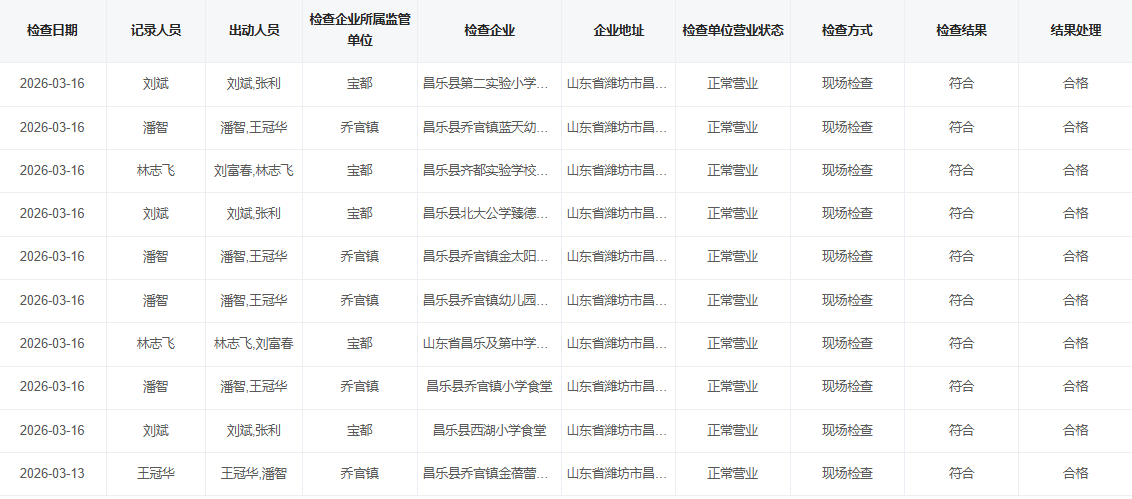 检查日期 记录人员 出动人员 检查企业所属监管单位 检查企业 企业地址 检查单位营业状态 检查方式 检查结果 结果处理
2026-03-16 刘斌 刘斌,张利 宝都 昌乐县第二实验小学... 山东省潍坊市昌... 正常营业 现场检查 符合 合格
2026-03-16 潘智 潘智,王冠华 乔官镇 昌乐县乔官镇蓝天幼... 山东省潍坊市昌... 正常营业 现场检查 符合 合格
2026-03-16 林志飞 刘富春,林志飞 宝都 昌乐县齐都实验学校... 山东省潍坊市昌... 正常营业 现场检查 符合 合格
2026-03-16 刘斌 刘斌,张利 宝都 昌乐县北大公学臻德... 山东省潍坊市昌... 正常营业 现场检查 符合 合格
2026-03-16 潘智 潘智,王冠华 乔官镇 昌乐县乔官镇金太阳... 山东省潍坊市昌... 正常营业 现场检查 符合 合格
2026-03-16 潘智 潘智,王冠华 乔官镇 昌乐县乔官镇幼儿园... 山东省潍坊市昌... 正常营业 现场检查 符合 合格
2026-03-16 林志飞 林志飞,刘富春 宝都 山东省昌乐及第中学... 山东省潍坊市昌... 正常营业 现场检查 符合 合格
2026-03-16 潘智 潘智,王冠华 乔官镇 昌乐县乔官镇小学食堂 山东省潍坊市昌... 正常营业 现场检查 符合 合格
2026-03-16 刘斌 刘斌,张利 宝都 昌乐县西湖小学食堂 山东省潍坊市昌... 正常营业 现场检查 符合 合格
2026-03-13 王冠华 王冠华,潘智 乔官镇 昌乐县乔官镇金蓓蕾... 山东省潍坊市昌... 正常营业 现场检查 符合 合格